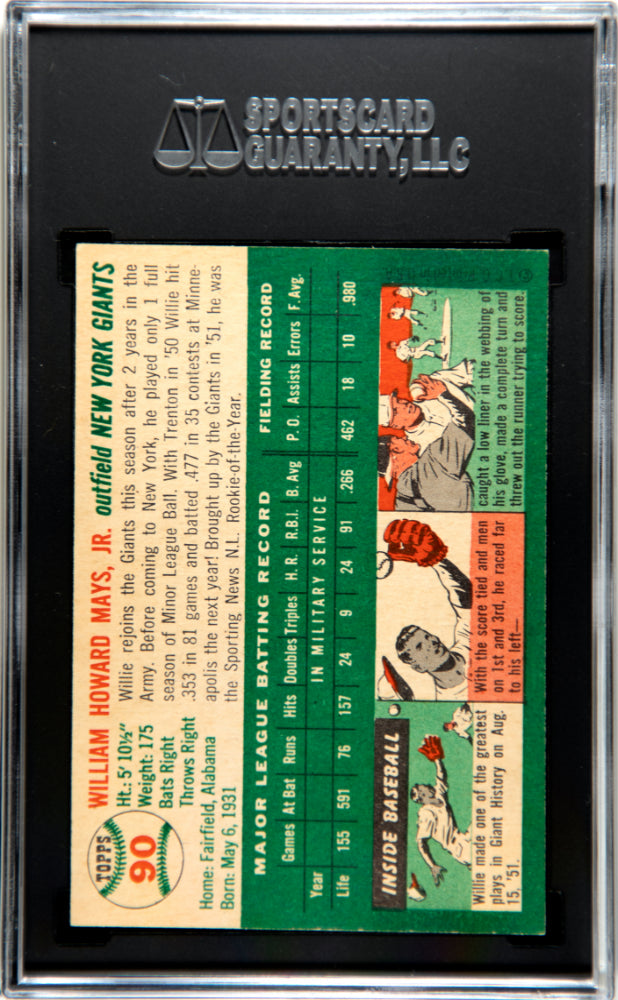 SPORTSCARD
GUARANTY, LLC
TOPPS
90
WILLIAM HOWARD MAYS, JR. outfield NEW YORK GIANTS
Ht.: 5' 10½"
Weight: 175
Bats Right
Throws Right
Home: Fairfield, Alabama
Born: May 6, 1931
Willie rejoins the Giants this season after 2 years in the
Army. Before coming to New York, he played only 1 full
season of Minor League Ball. With Trenton in '50 Willie hit
.353 in 81 games and batted .477 in 35 contests at Minne-
apolis the next year! Brought up by the Giants in '51, he was
the Sporting News N.L. Rookie-of-the-Year.
MAJOR LEAGUE BATTING RECORD FIELDING RECORD
Games At Bat Runs Hits Doubles Triples H. R. R.B.I. B. Avg P. O. Assists Errors F. Avg.
Year IN MILITARY SERVICE
Life 155 591 76 157 24 9 24 91 .266 462 18 10 .980
INSIDE BASEBALL
Willie made one of the greatest
plays in Giant History on Aug.
15, '51.
With the score tied and men
on 1st and 3rd, he raced far
to his left—
caught a low liner in the webbing of
his glove, made a complete turn and
threw out the runner trying to score.
© T. C. G. Printed in U.S.A.